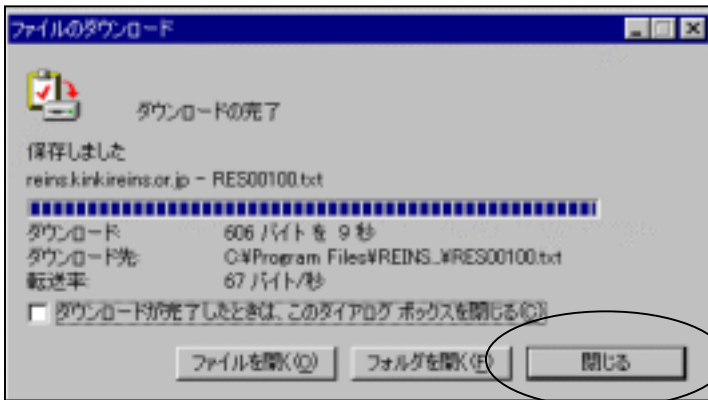 ファイルのダウンロード
ダウンロードの完了
保存しました
reins.kinkireins.or.jp - RES00100.txt
ダウンロード: 606 バイト を 9 秒
ダウンロード先: C:¥Program Files¥REINS_¥RES00100.txt
転送率: 67 バイト/秒
ダウンロードが完了したときは、このダイアログ ボックスを閉じる(C)
ファイルを開く(O) フォルダを開く(F) 閉じる